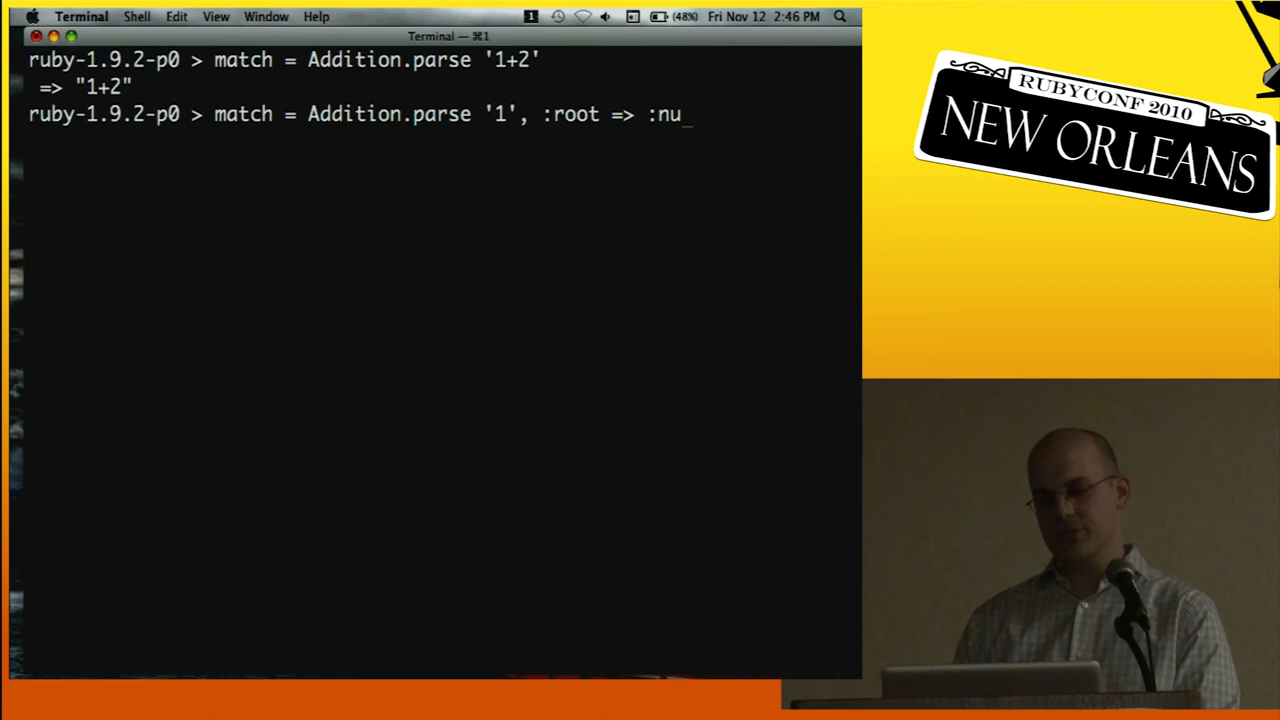 Terminal Shell Edit View Window Help 1 (48%) Fri Nov 12 2:46 PM
Terminal — ⌘1
ruby-1.9.2-p0 > match = Addition.parse '1+2'
=> "1+2"
ruby-1.9.2-p0 > match = Addition.parse '1', :root => :nu_
RUBYCONF 2010
NEW ORLEANS